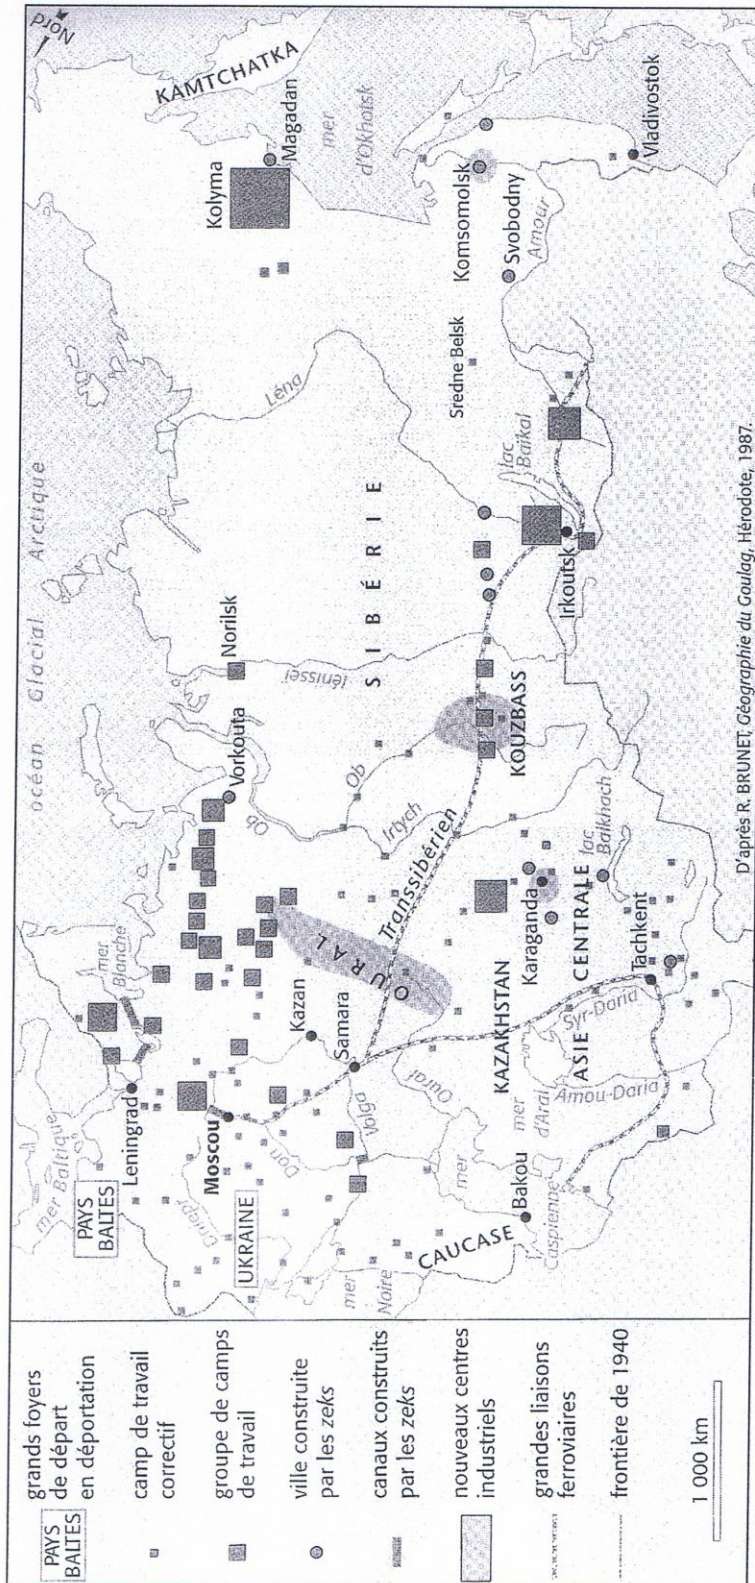 Nord
océan Glacial Arctique
KAMTCHATKA
Kolyma
Magadan
mer
d'Okhotsk
Léna
Norilsk
Iénissei
SIBÉRIE
Vorkouta
Ob
Ob
Irtych
mer
Blanche
mer Baltique
PAYS
BALTES
Leningrad
Moscou
Kazan
Samara
OURAL
Transsibérien
KOUZBASS
Sredne Belsk
Komsomolsk
Svobodny
Amour
Vladivostok
lac
Baïkal
Irkoutsk
Dniepr
UKRAINE
Don
Volga
Oural
KAZAKHSTAN
Karaganda
ASIE CENTRALE
lac
Balkhach
mer
Noire
CAUCASE
mer
Caspienne
Bakou
mer
d'Aral
Syr-Daria
Amou-Daria
Tachkent
PAYS
BALTES
grands foyers
de départ
en déportation
camp de travail
correctif
groupe de camps
de travail
ville construite
par les zeks
canaux construits
par les zeks
nouveaux centres
industriels
grandes liaisons
ferroviaires
frontière de 1940
1 000 km
D'après R. BRUNET, Géographie du Goulag, Hérodote, 1987.